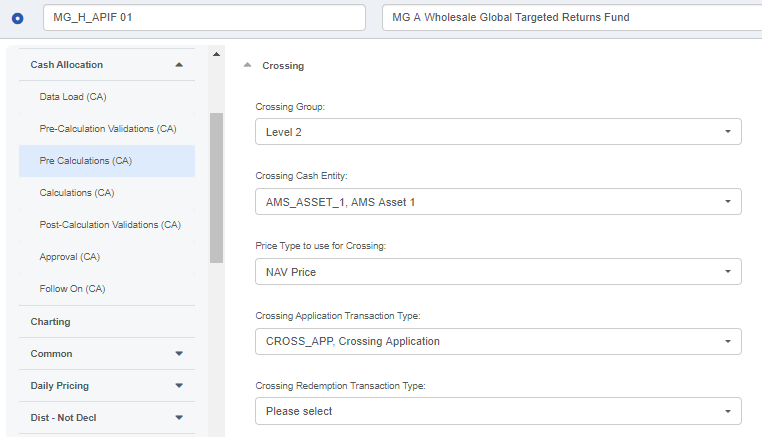 MG_H_APIF 01
MG A Wholesale Global Targeted Returns Fund
Cash Allocation
Data Load (CA)
Pre-Calculation Validations (CA)
Pre Calculations (CA)
Calculations (CA)
Post-Calculation Validations (CA)
Approval (CA)
Follow On (CA)
Charting
Common
Daily Pricing
Dist - Not Decl
Crossing
Crossing Group:
Level 2
Crossing Cash Entity:
AMS_ASSET_1, AMS Asset 1
Price Type to use for Crossing:
NAV Price
Crossing Application Transaction Type:
CROSS_APP, Crossing Application
Crossing Redemption Transaction Type:
Please select